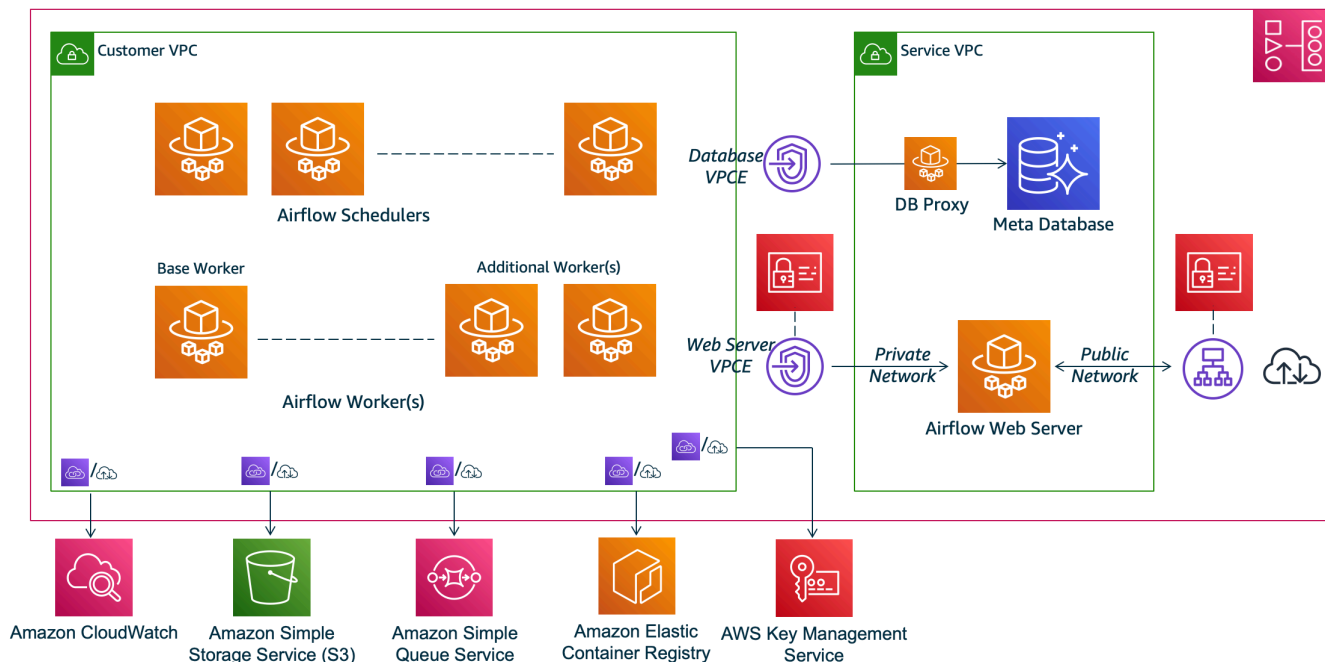 Customer VPC
Service VPC
Database
VPCE
DB Proxy
Meta Database
Airflow Schedulers
Base Worker
Additional Worker(s)
Web Server
VPCE
Private
Network
Public
Network
Airflow Worker(s)
Airflow Web Server
/
/
/
/
/
Amazon CloudWatch
Amazon Simple
Storage Service (S3)
Amazon Simple
Queue Service
Amazon Elastic
Container Registry
AWS Key Management
Service